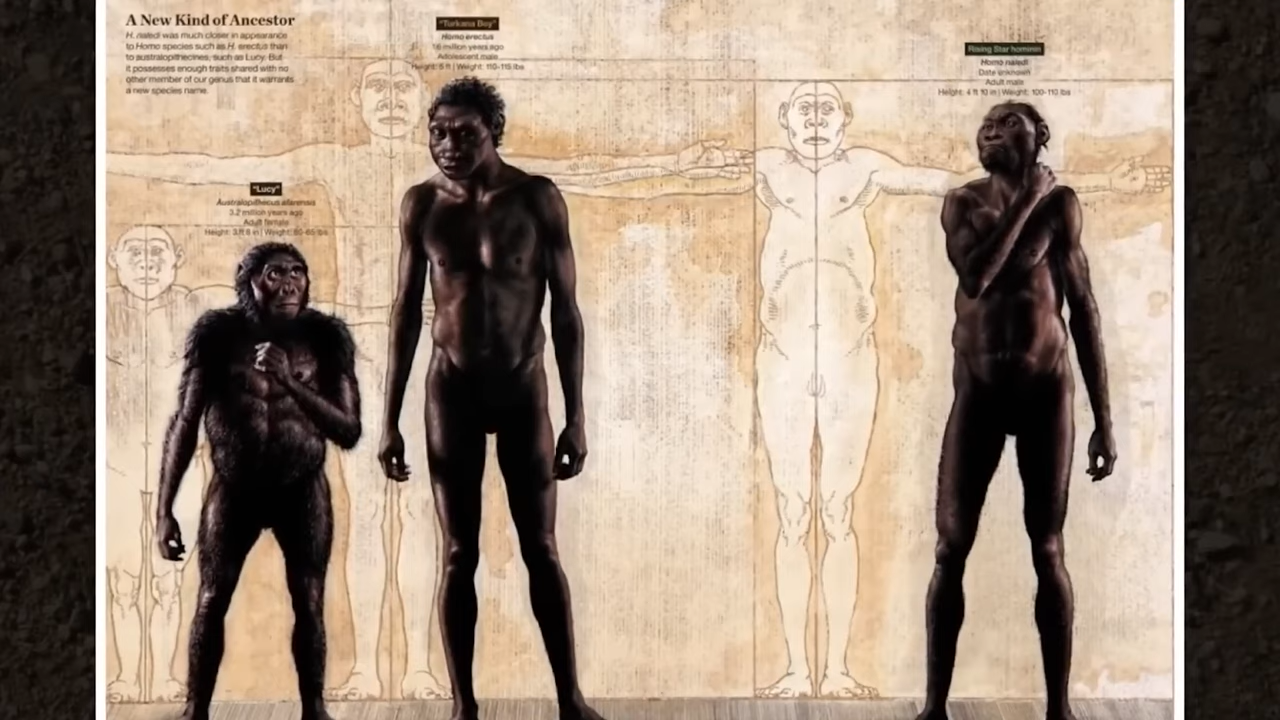 A New Kind of Ancestor
H. naledi was much closer in appearance
to Homo species such as H. erectus than
to australopithecines, such as Lucy. But
it possesses enough traits shared with no
other member of our genus that it warrants
a new species name.
"Lucy"
Australopithecus afarensis
3.2 million years ago
Adult female
Height: 3 ft 8 in | Weight: 60-65 lbs
"Turkana Boy"
Homo erectus
1.6 million years ago
Adolescent male
Height: 5 ft | Weight: 110-115 lbs
Rising Star hominin
Homo naledi
Date unknown
Adult male
Height: 4 ft 10 in | Weight: 100-110 lbs